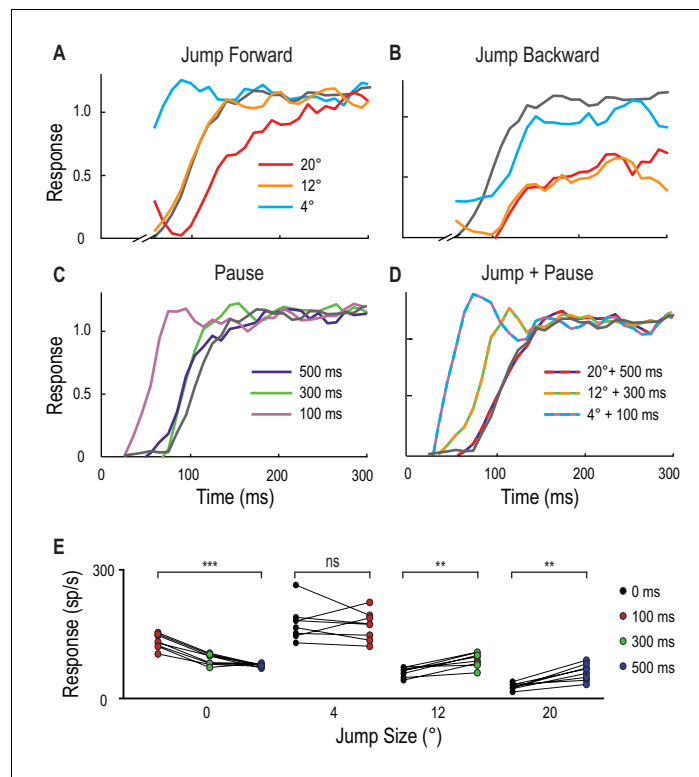 A
Jump Forward
B
Jump Backward
Response
1.0
0.5
0
20°
12°
4°
C
Pause
D
Jump + Pause
Response
1.0
0.5
0
500 ms
300 ms
100 ms
20°+ 500 ms
12° + 300 ms
4° + 100 ms
0 100 200 300
100 200 300
Time (ms)
Time (ms)
E
Response (sp/s)
300
0
***
ns
**
**
0 ms
100 ms
300 ms
500 ms
0 4 12 20
Jump Size (°)